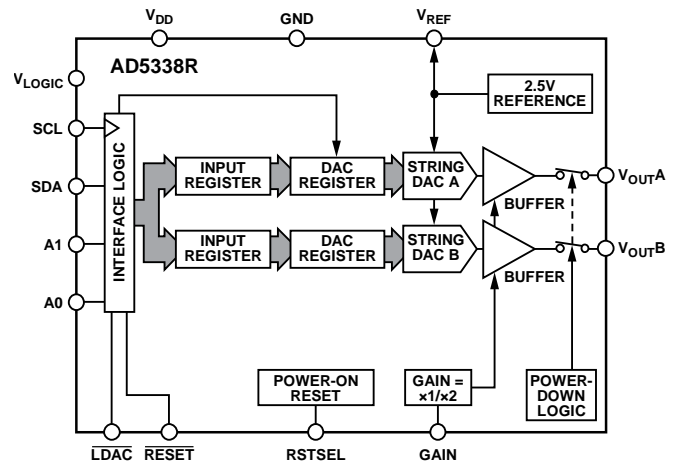 VDD
GND
VREF
AD5338R
VLOGIC
2.5V
REFERENCE
SCL
SDA
A1
A0
INTERFACE LOGIC
INPUT
REGISTER
DAC
REGISTER
STRING
DAC A
BUFFER
VOUTA
INPUT
REGISTER
DAC
REGISTER
STRING
DAC B
BUFFER
VOUTB
POWER-ON
RESET
GAIN =
×1/×2
POWER-
DOWN
LOGIC
LDAC
RESET
RSTSEL
GAIN